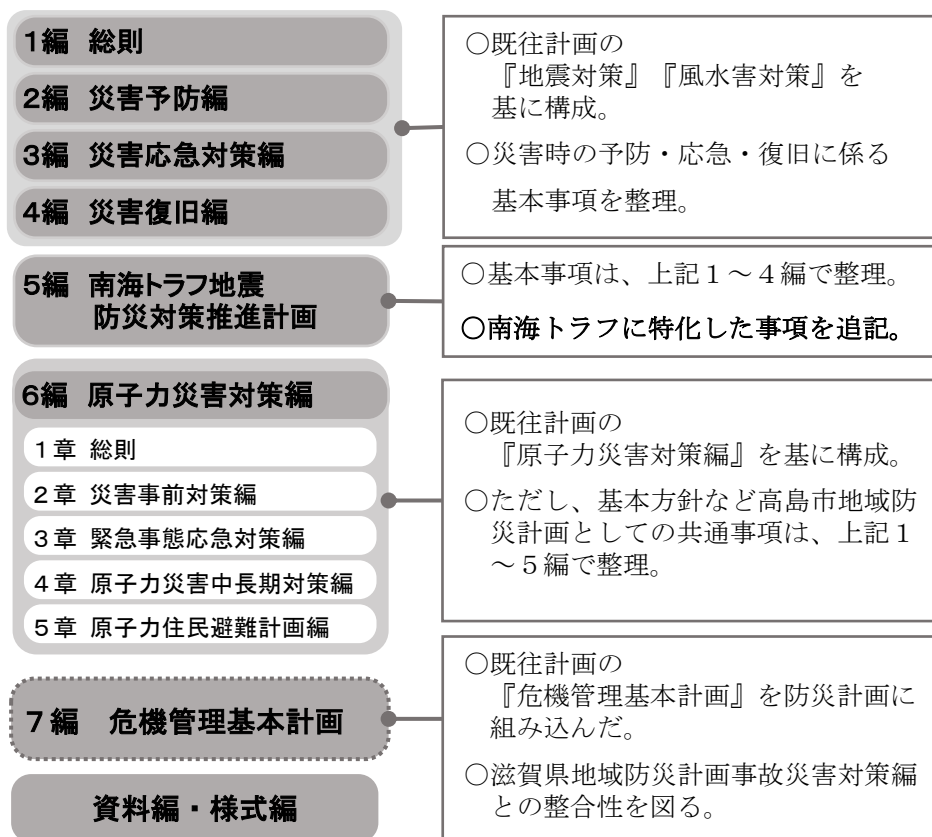 1編 総則
2編 災害予防編
3編 災害応急対策編
4編 災害復旧編
○既往計画の
『地震対策』『風水害対策』を
基に構成。
○災害時の予防・応急・復旧に係る
基本事項を整理。
5編 南海トラフ地震
防災対策推進計画
○基本事項は、上記1～4編で整理。
○南海トラフに特化した事項を追記。
6編 原子力災害対策編
1章 総則
2章 災害事前対策編
3章 緊急事態応急対策編
4章 原子力災害中長期対策編
5章 原子力住民避難計画編
○既往計画の
『原子力災害対策編』を基に構成。
○ただし、基本方針など高島市地域防
災計画としての共通事項は、上記1
～5編で整理。
7編 危機管理基本計画
○既往計画の
『危機管理基本計画』を防災計画に
組み込んだ。
○滋賀県地域防災計画事故災害対策編
との整合性を図る。
資料編・様式編